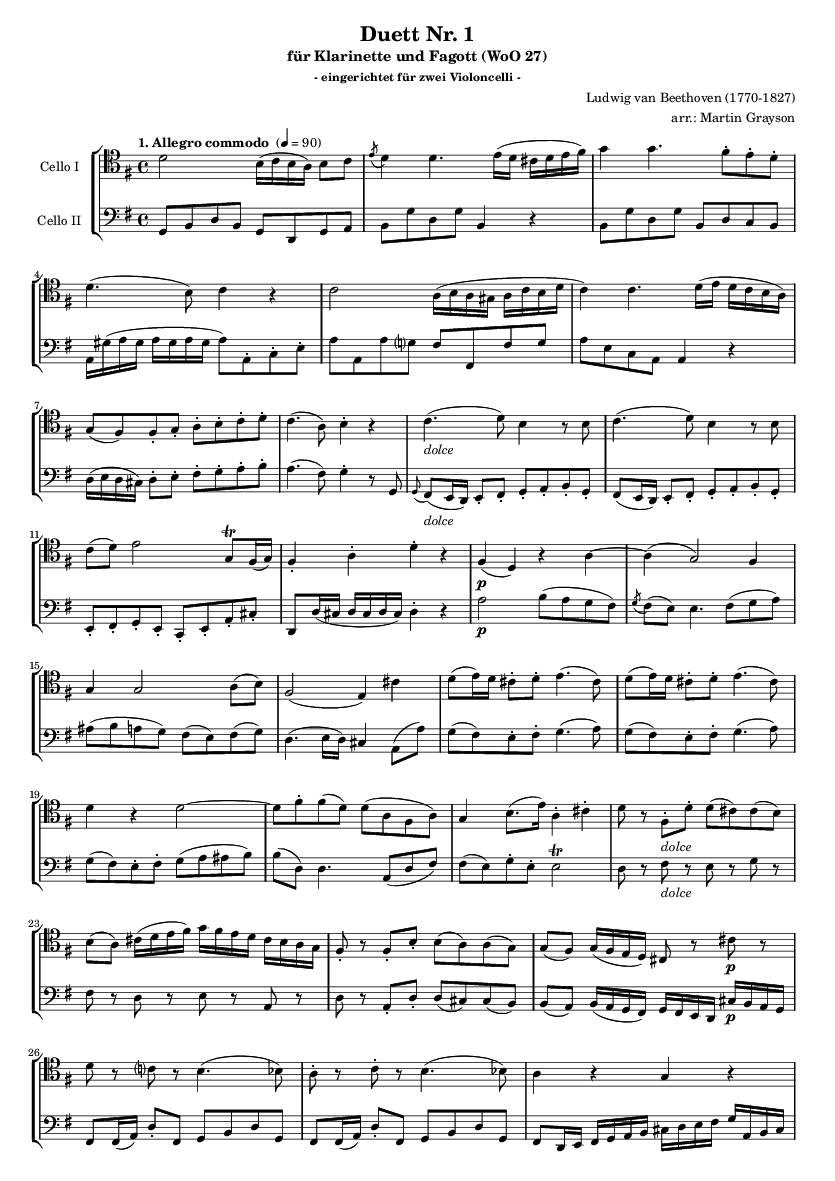 Duett Nr. 1
für Klarinette und Fagott (WoO 27)
- eingerichtet für zwei Violoncelli -
Ludwig van Beethoven (1770-1827)
arr.: Martin Grayson
1. Allegro commodo (♩ = 90)
Cello I
Cello II
4
7
dolce
dolce
11
tr
p
p
15
19
dolce
tr
dolce
23
p
p
26